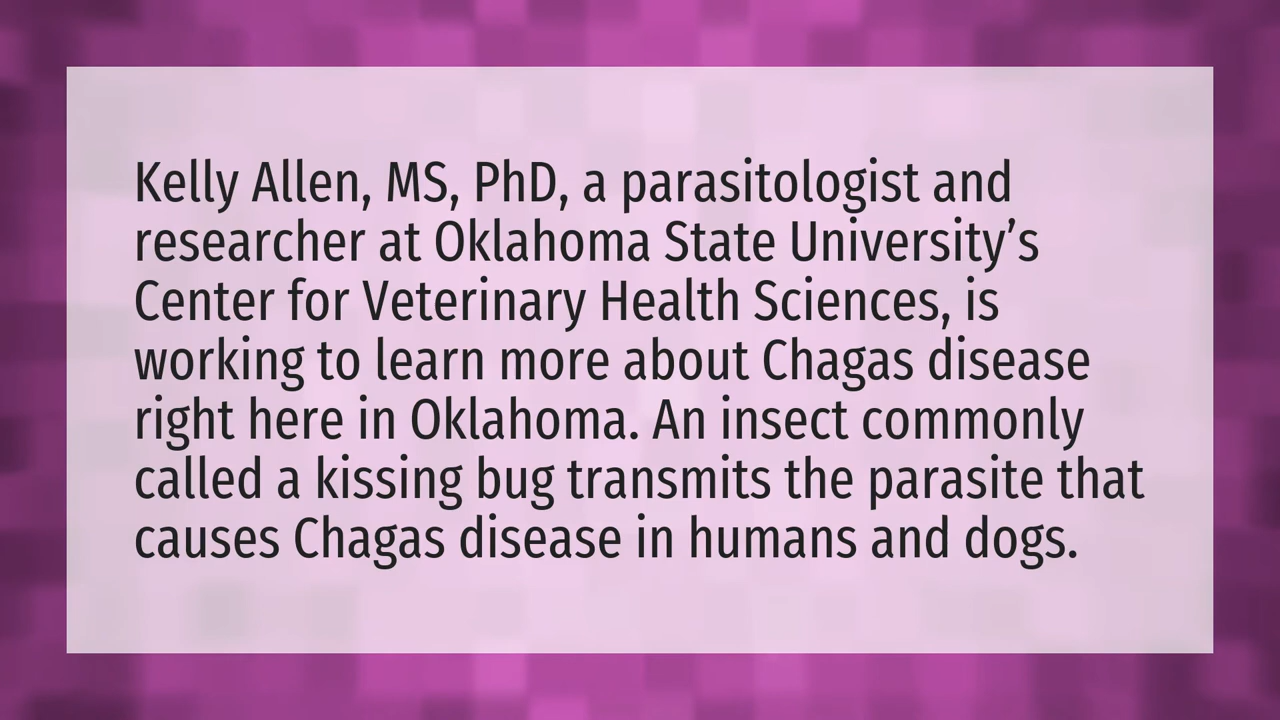 Kelly Allen, MS, PhD, a parasitologist and
researcher at Oklahoma State University’s
Center for Veterinary Health Sciences, is
working to learn more about Chagas disease
right here in Oklahoma. An insect commonly
called a kissing bug transmits the parasite that
causes Chagas disease in humans and dogs.